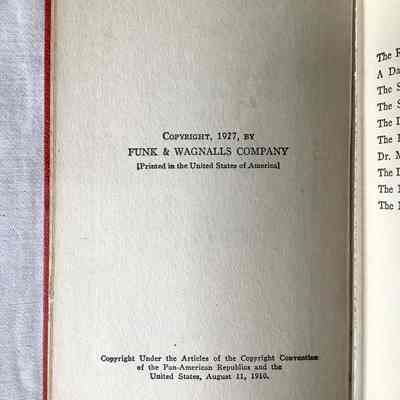 COPYRIGHT, 1927, BY
FUNK & WAGNALLS COMPANY
[Printed in the United States of America]
Copyright Under the Articles of the Copyright Convention
of the Pan-American Republics and the
United States, August 11, 1910.
The
A
The
The
The
The
Dr.
The
The
The